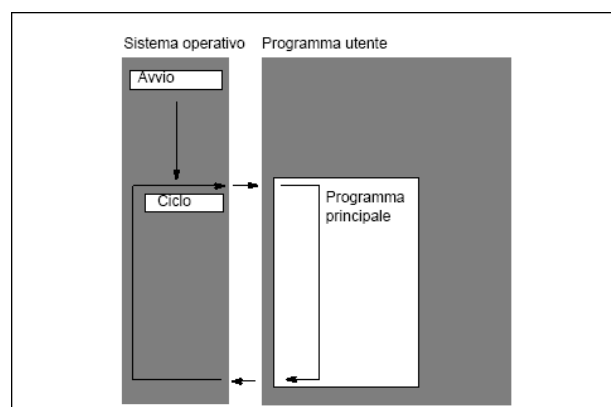 Sistema operativo
Programma utente
Avvio
Ciclo
Programma
principale